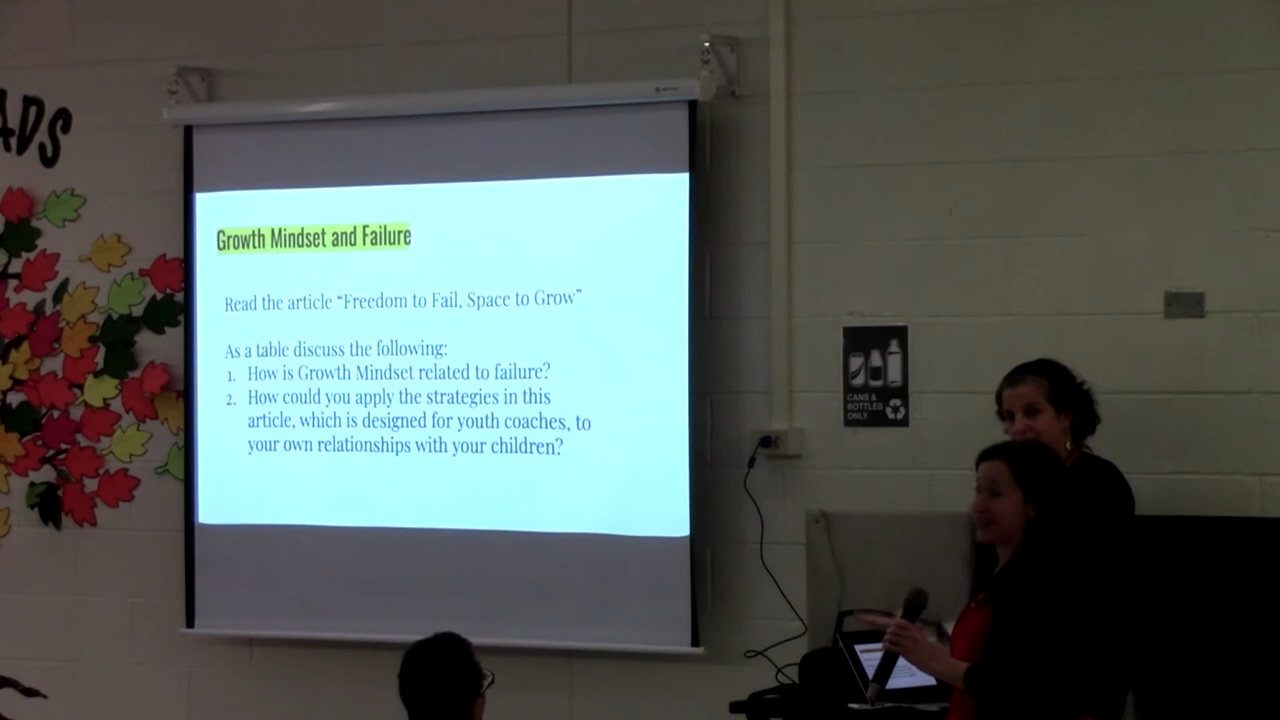 ADS
Growth Mindset and Failure
Read the article “Freedom to Fail, Space to Grow”
As a table discuss the following:
1. How is Growth Mindset related to failure?
2. How could you apply the strategies in this
article, which is designed for youth coaches, to
your own relationships with your children?
CANS &
BOTTLES
ONLY